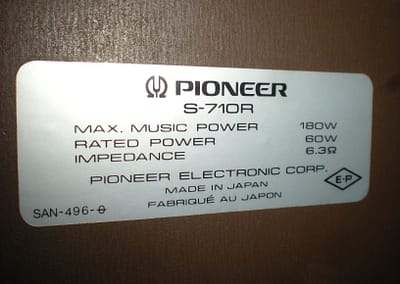 PIONEER
S-710R
MAX. MUSIC POWER 180W
RATED POWER 60W
IMPEDANCE 6.3Ω
PIONEER ELECTRONIC CORP.
MADE IN JAPAN
FABRIQUÉ AU JAPON
E-P
SAN-496-0